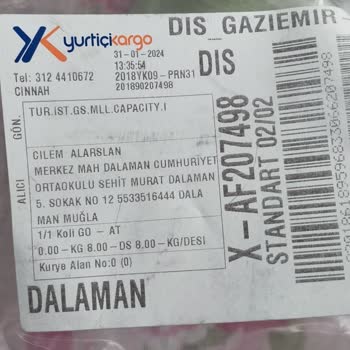 yurtiçikargo
DIS_GAZIEMIR-
31-01-2024
13:35:54
DIS
Tel: 312 4410672
2018YK09-PRN31
CINNAH
201890207498
GÖN.
TUR.iST.GS.MLL.CAPACITY.I
ALICI
CILEM ALARSLAN
MERKEZ MAH DALAMAN CUMHURIYET
ORTAOKULU SEHIT MURAT DALAMAN
5. SOKAK NO 12 5533516444 DALA
MAN MUĞLA
1/1 Koli GO - AT
0.00-KG 8.00-DS 8.00-KG/DESI
Kurye Alan No:0 (0)
DALAMAN
X-AF207498
STANDART 02/02